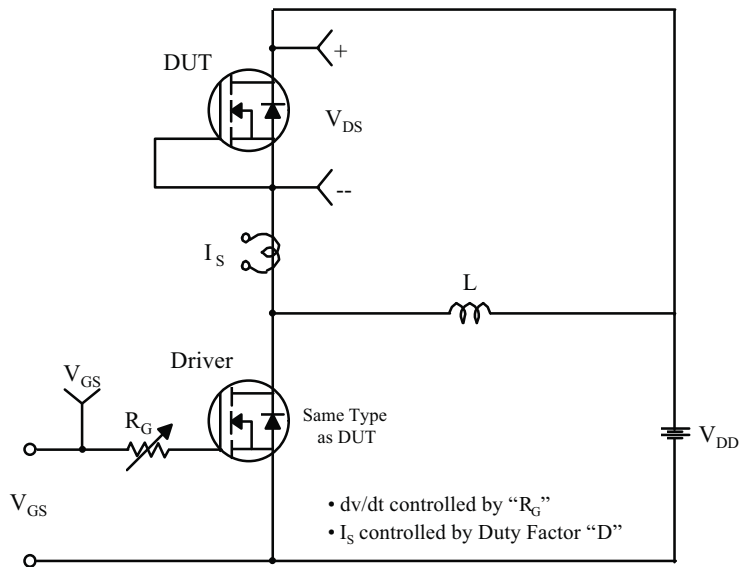 DUT
+
V_DS
--
I_S
L
Driver
V_GS
R_G
Same Type
as DUT
V_DD
V_GS
• dv/dt controlled by “R_G”
• I_S controlled by Duty Factor “D”